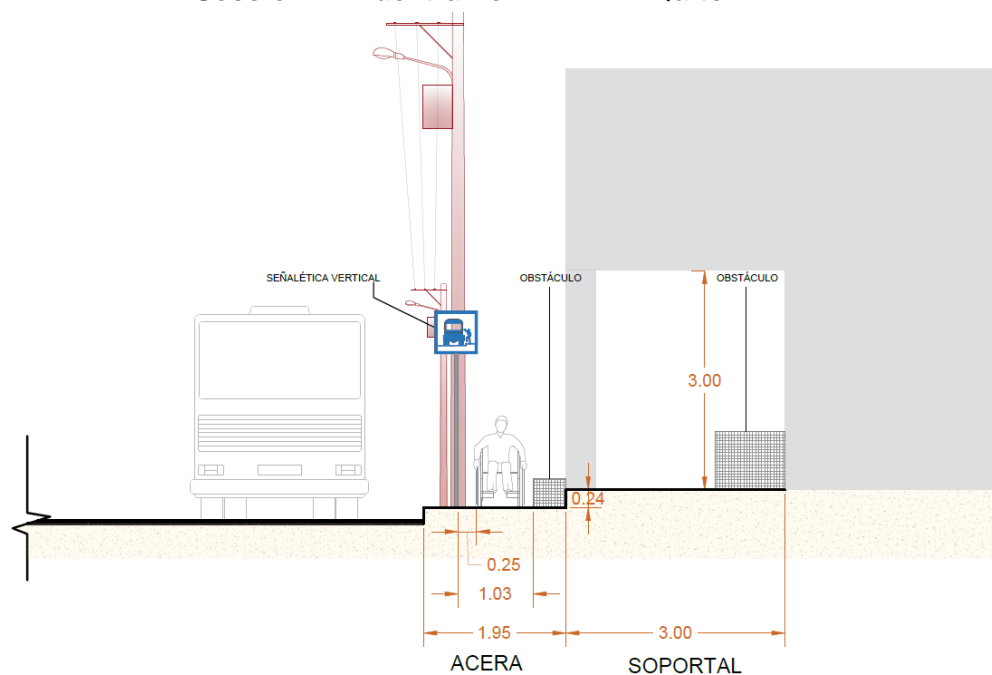 SEÑALÉTICA VERTICAL
OBSTÁCULO
OBSTÁCULO
3.00
0.24
0.25
1.03
1.95
3.00
ACERA
SOPORTAL